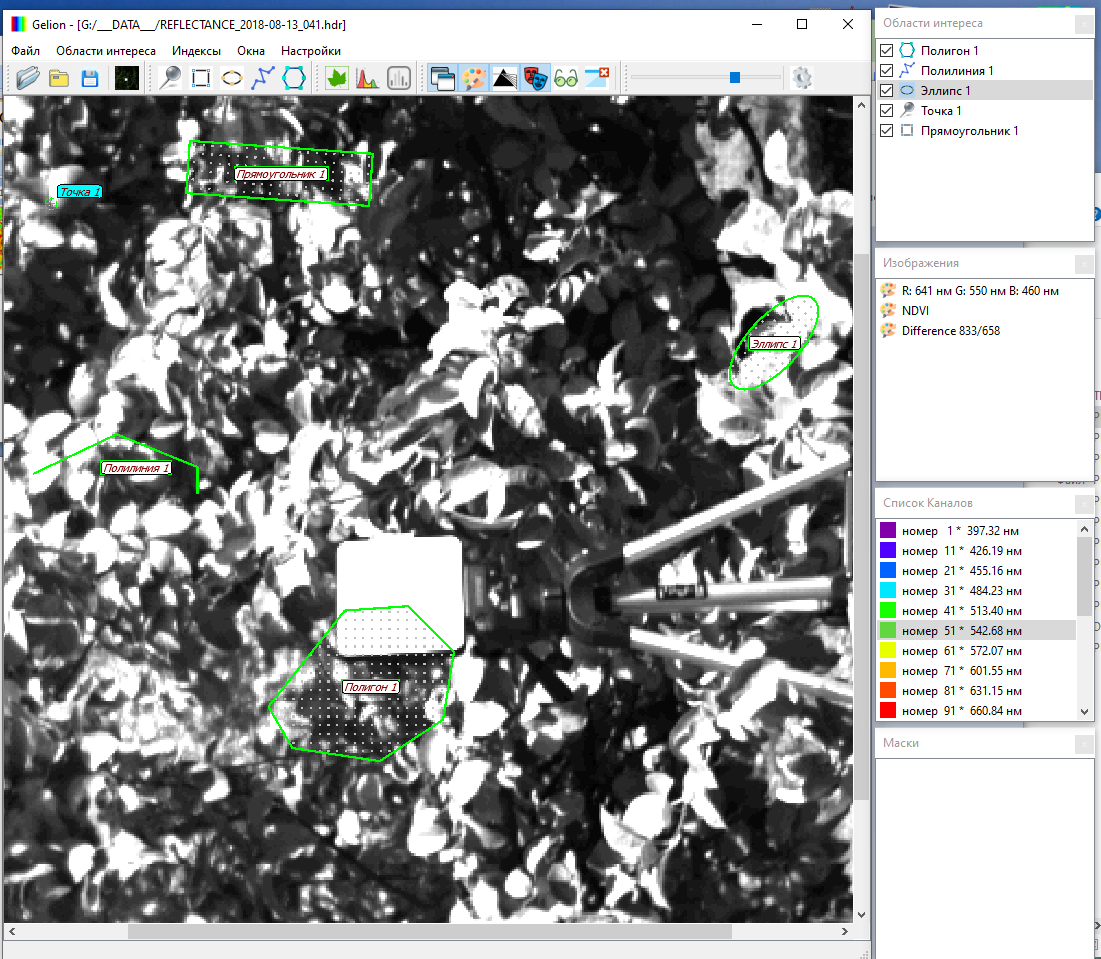 Gelion - [G:/___DATA___/REFLECTANCE_2018-08-13_041.hdr]
Файл Области интереса Индексы Окна Настройки
Прямоугольник 1
Точка 1
Эллипс 1
Полилиния 1
Полигон 1
Области интереса
Полигон 1
Полилиния 1
Эллипс 1
Точка 1
Прямоугольник 1
Изображения
R: 641 нм G: 550 нм B: 460 нм
NDVI
Difference 833/658
Список Каналов
номер 1 * 397.32 нм
номер 11 * 426.19 нм
номер 21 * 455.16 нм
номер 31 * 484.23 нм
номер 41 * 513.40 нм
номер 51 * 542.68 нм
номер 61 * 572.07 нм
номер 71 * 601.55 нм
номер 81 * 631.15 нм
номер 91 * 660.84 нм
Маски